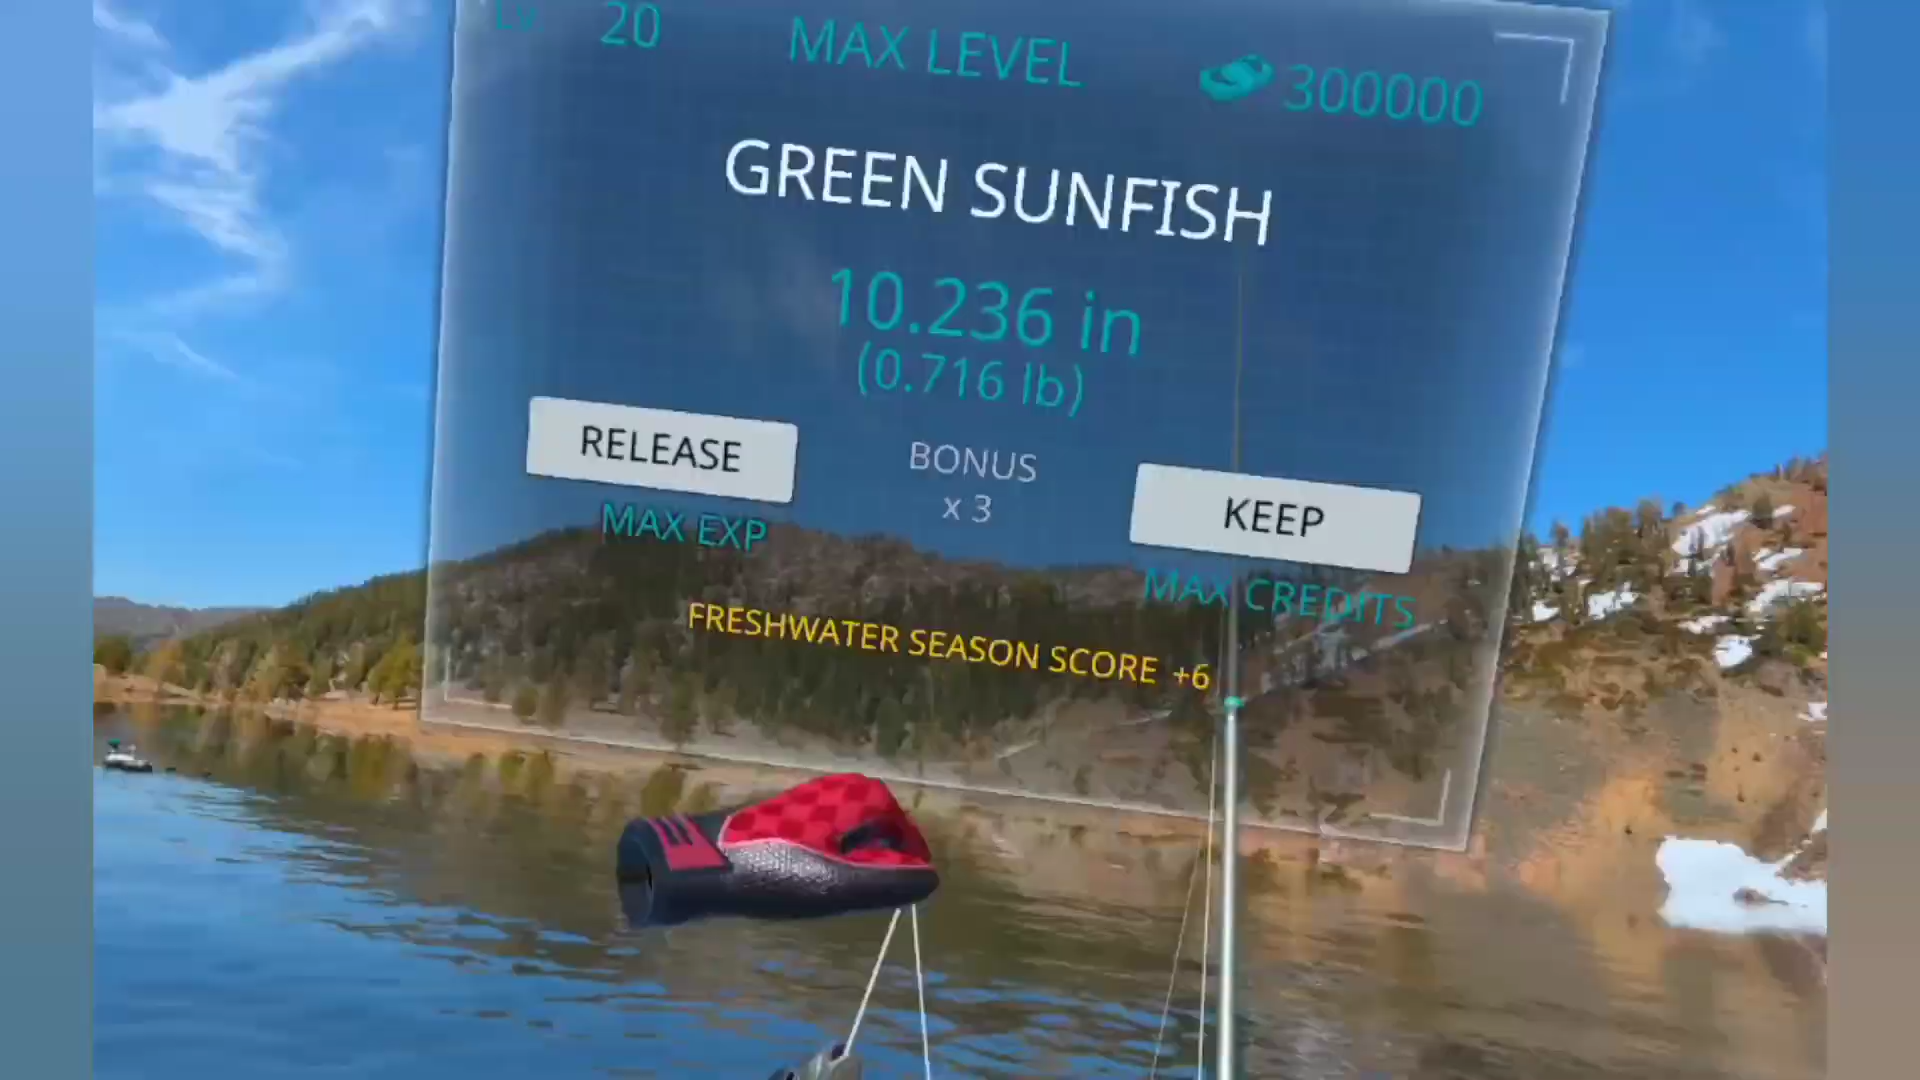 Lv 20 MAX LEVEL 300000
GREEN SUNFISH
10.236 in
(0.716 lb)
RELEASE
BONUS
x 3
KEEP
MAX EXP
MAX CREDITS
FRESHWATER SEASON SCORE +6